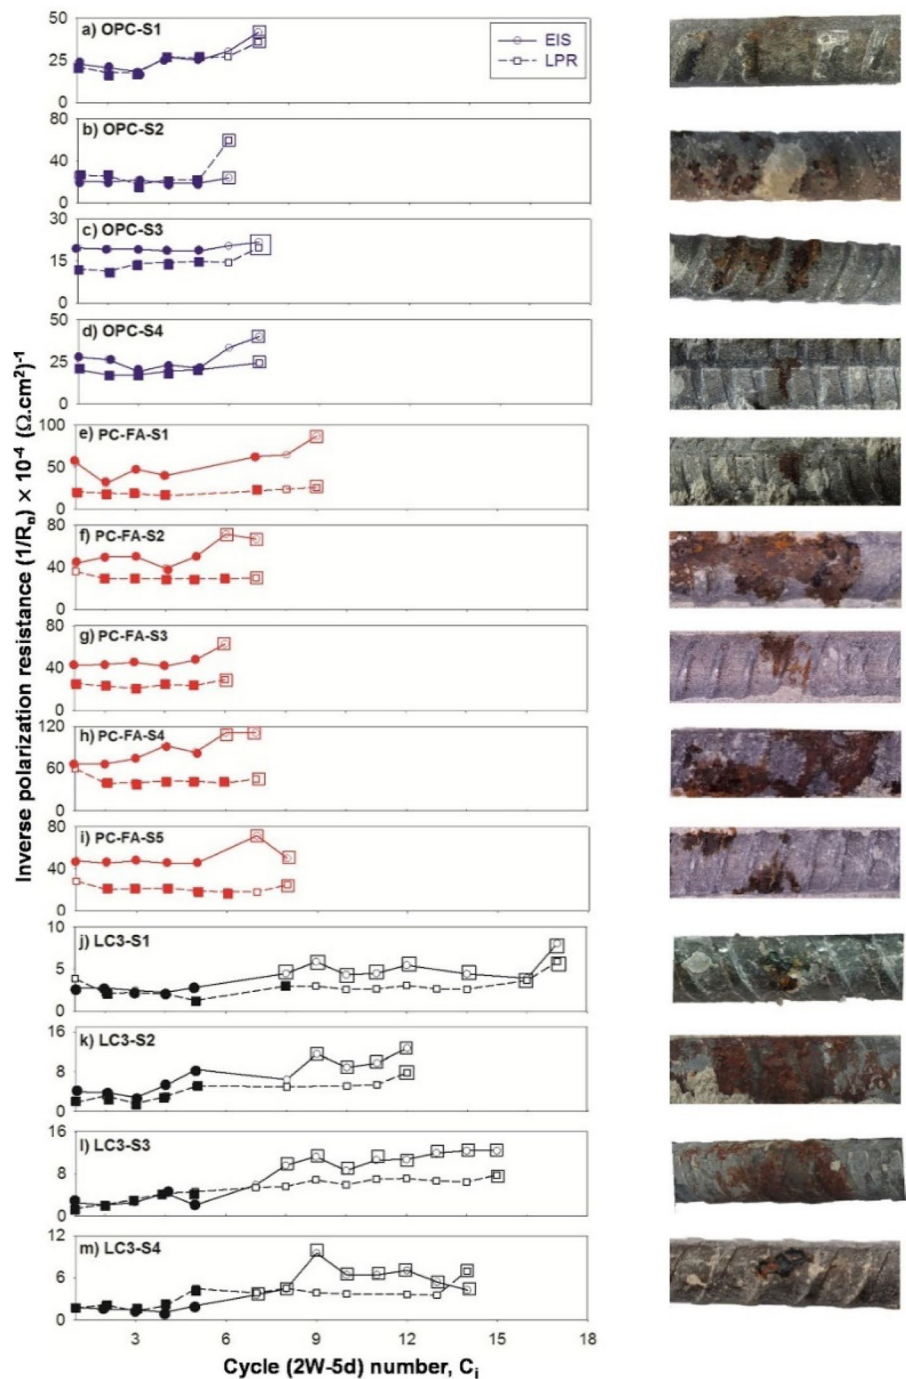 a) OPC-S1
50
25
0
EIS
LPR
b) OPC-S2
80
40
0
c) OPC-S3
30
15
0
d) OPC-S4
50
25
0
e) PC-FA-S1
100
50
0
f) PC-FA-S2
80
40
0
g) PC-FA-S3
80
40
0
h) PC-FA-S4
120
60
0
i) PC-FA-S5
80
40
0
j) LC3-S1
10
5
0
k) LC3-S2
16
8
0
l) LC3-S3
16
8
0
m) LC3-S4
12
6
0
3 6 9 12 15 18
Cycle (2W-5d) number, Cᵢ
Inverse polarization resistance (1/Rₙ) × 10⁻⁴ (Ω.cm²)⁻¹